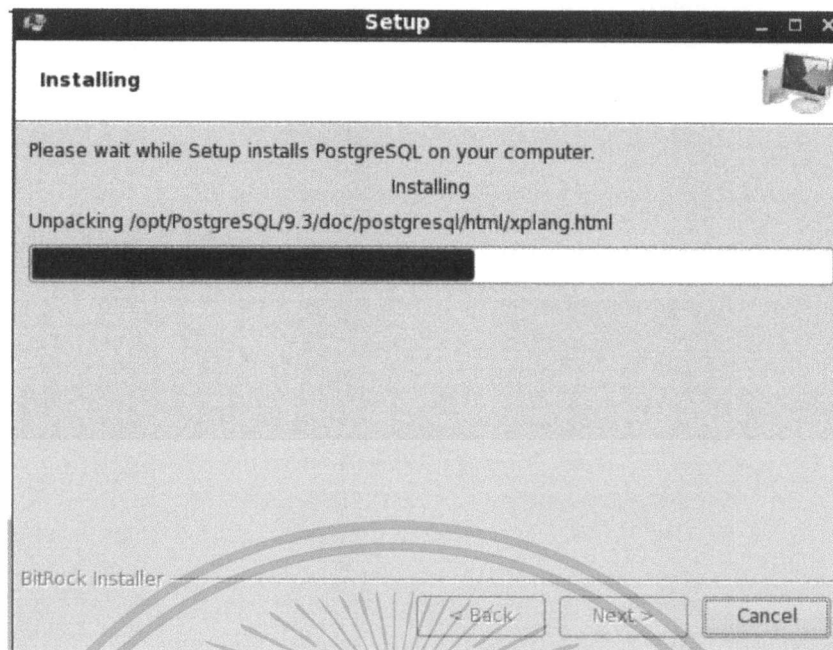 Setup
Installing
Please wait while Setup installs PostgreSQL on your computer.
Installing
Unpacking /opt/PostgreSQL/9.3/doc/postgresql/html/xplang.html
BitRock Installer
< Back Next > Cancel